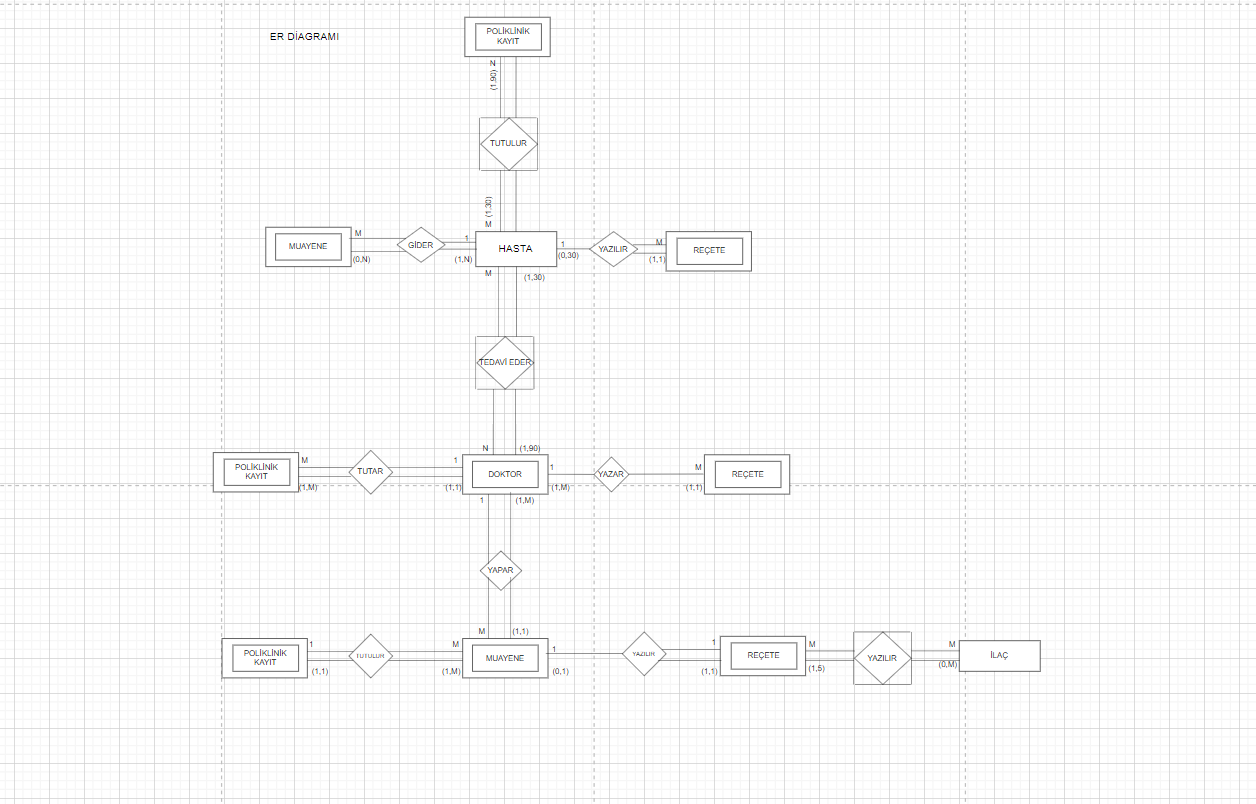 ER DİAGRAMI
POLİKLİNİK
KAYIT
N
(1,90)
TUTULUR
(1,30)
M
MUAYENE
M
(0,N)
GİDER
1
(1,N)
HASTA
1
(0,30)
YAZILIR
M
(1,1)
REÇETE
M
(1,30)
TEDAVİ EDER
N
(1,90)
POLİKLİNİK
KAYIT
M
(1,M)
TUTAR
1
(1,1)
DOKTOR
1
(1,M)
YAZAR
M
(1,1)
REÇETE
1
(1,M)
YAPAR
M
(1,1)
POLİKLİNİK
KAYIT
1
(1,1)
TUTULUR
M
(1,M)
MUAYENE
1
(0,1)
YAZILIR
1
(1,1)
REÇETE
M
(1,5)
YAZILIR
M
(0,M)
İLAÇ